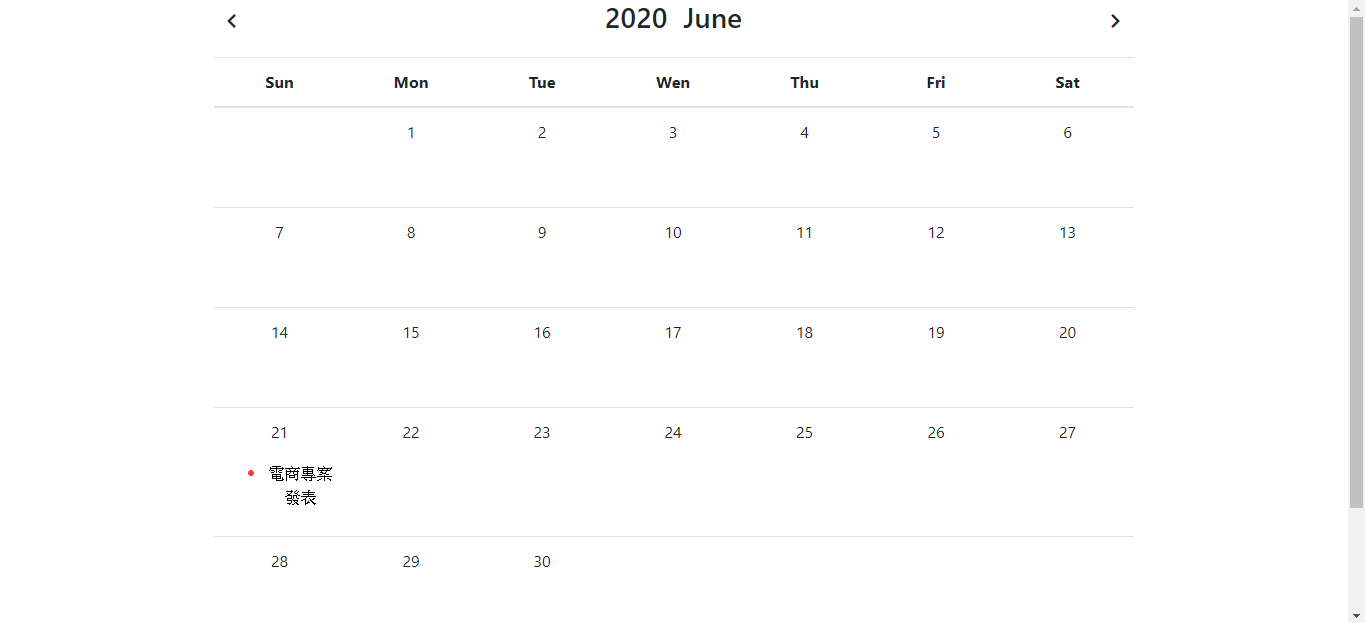 2020 June
Sun Mon Tue Wen Thu Fri Sat
1 2 3 4 5 6
7 8 9 10 11 12 13
14 15 16 17 18 19 20
21 22 23 24 25 26 27
電商專案
發表
28 29 30